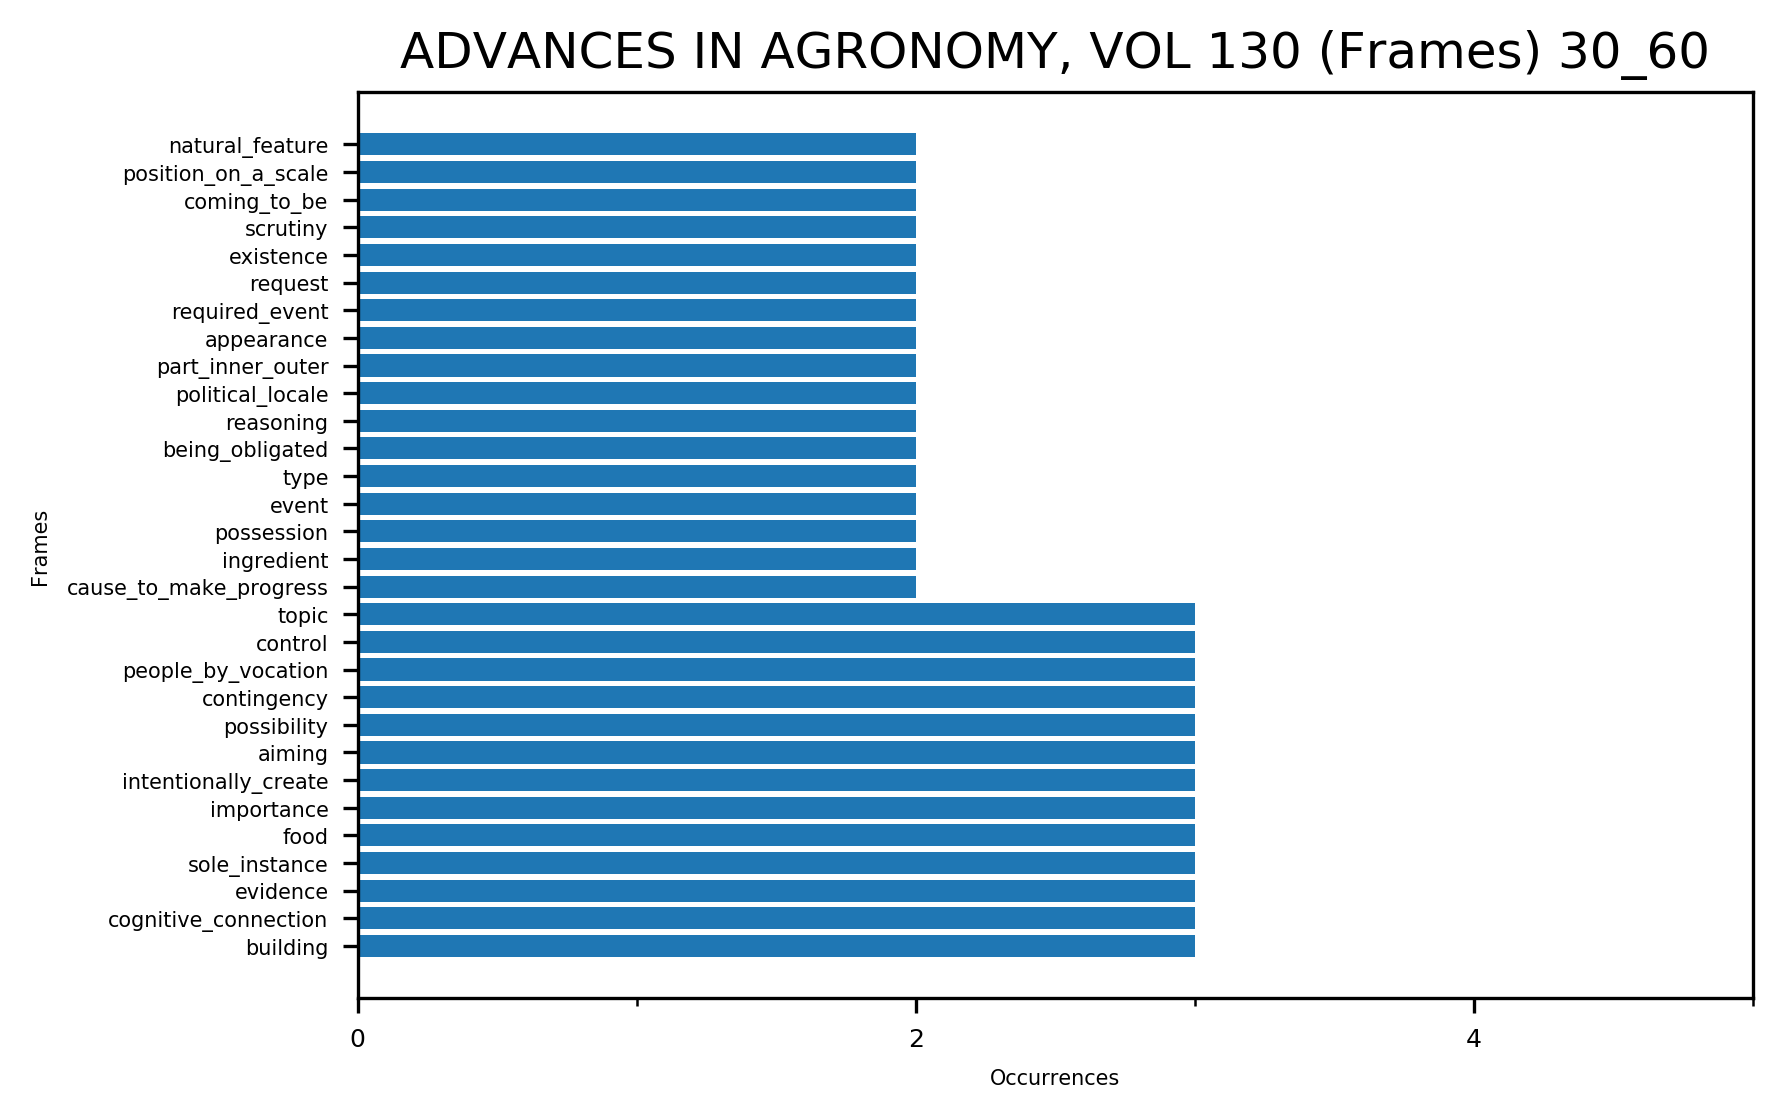 ADVANCES IN AGRONOMY, VOL 130 (Frames) 30_60
natural_feature
position_on_a_scale
coming_to_be
scrutiny
existence
request
required_event
appearance
part_inner_outer
political_locale
reasoning
being_obligated
type
event
possession
ingredient
cause_to_make_progress
topic
control
people_by_vocation
contingency
possibility
aiming
intentionally_create
importance
food
sole_instance
evidence
cognitive_connection
building
Frames
0 2 4
Occurrences